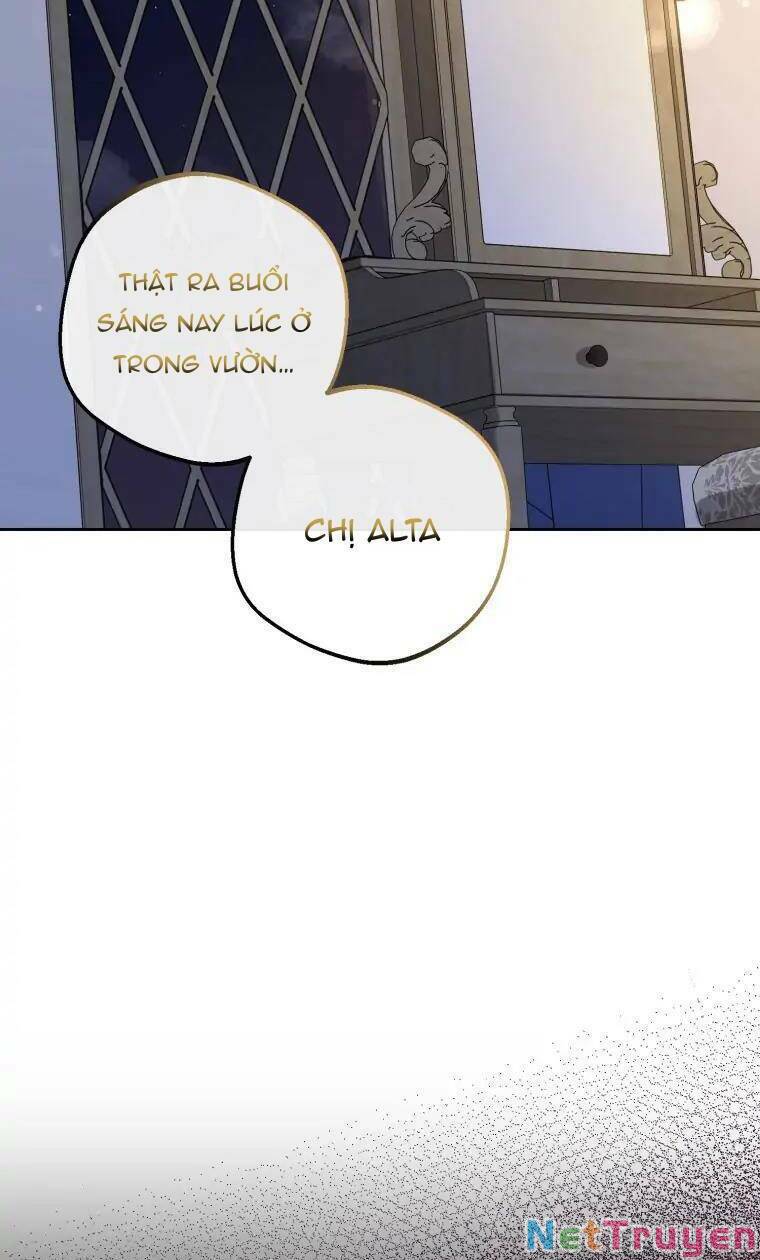 THẬT RA BUỔI
SÁNG NAY LÚC Ở
TRONG VƯỜN...
CHỊ ALTA
NetTruyen